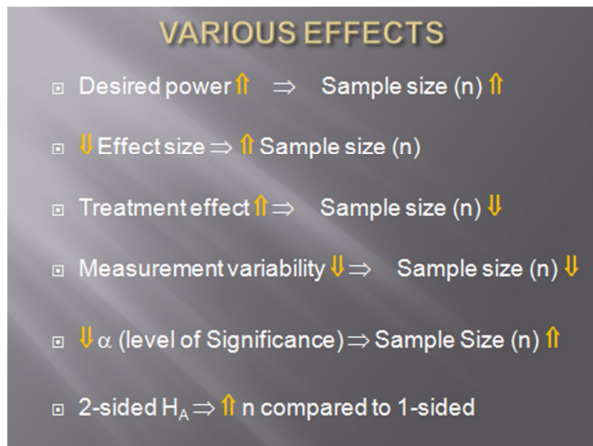 VARIOUS EFFECTS
▣ Desired power ⇑ ⇒ Sample size (n) ⇑
▣ ⇓ Effect size ⇒ ⇑ Sample size (n)
▣ Treatment effect ⇑ ⇒ Sample size (n) ⇓
▣ Measurement variability ⇓ ⇒ Sample size (n) ⇓
▣ ⇓ α (level of Significance) ⇒ Sample Size (n) ⇑
▣ 2-sided H_A ⇒ ⇑ n compared to 1-sided